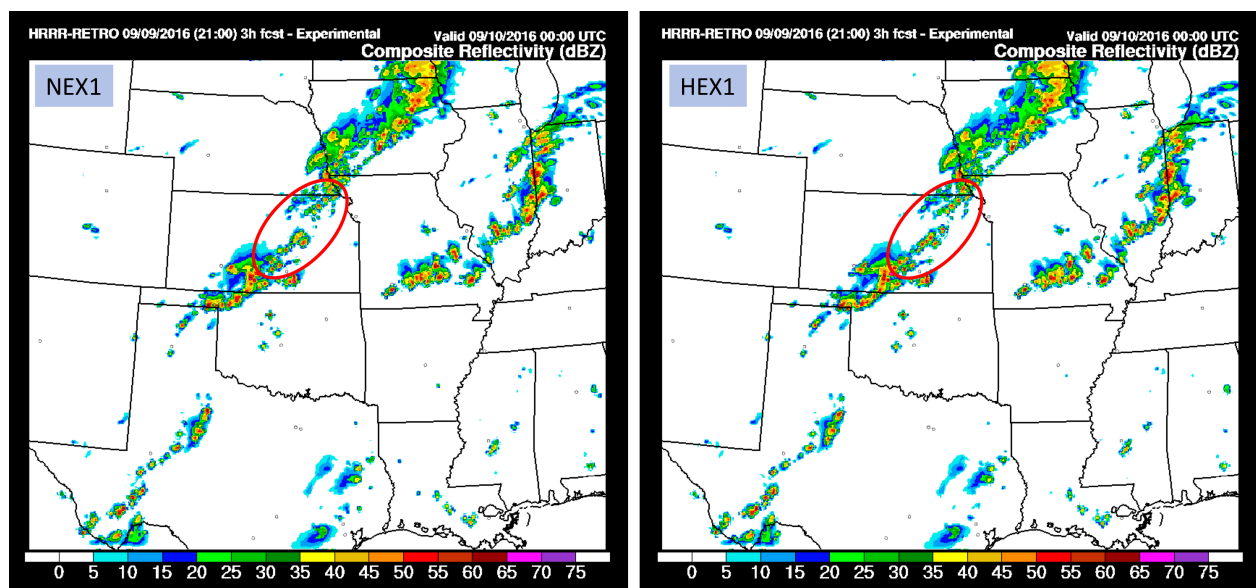 HRRR-RETRO 09/09/2016 (21:00) 3h fcst - Experimental
Valid 09/10/2016 00:00 UTC
Composite Reflectivity (dBZ)
NEX1
0 5 10 15 20 25 30 35 40 45 50 55 60 65 70 75
HRRR-RETRO 09/09/2016 (21:00) 3h fcst - Experimental
Valid 09/10/2016 00:00 UTC
Composite Reflectivity (dBZ)
HEX1
0 5 10 15 20 25 30 35 40 45 50 55 60 65 70 75